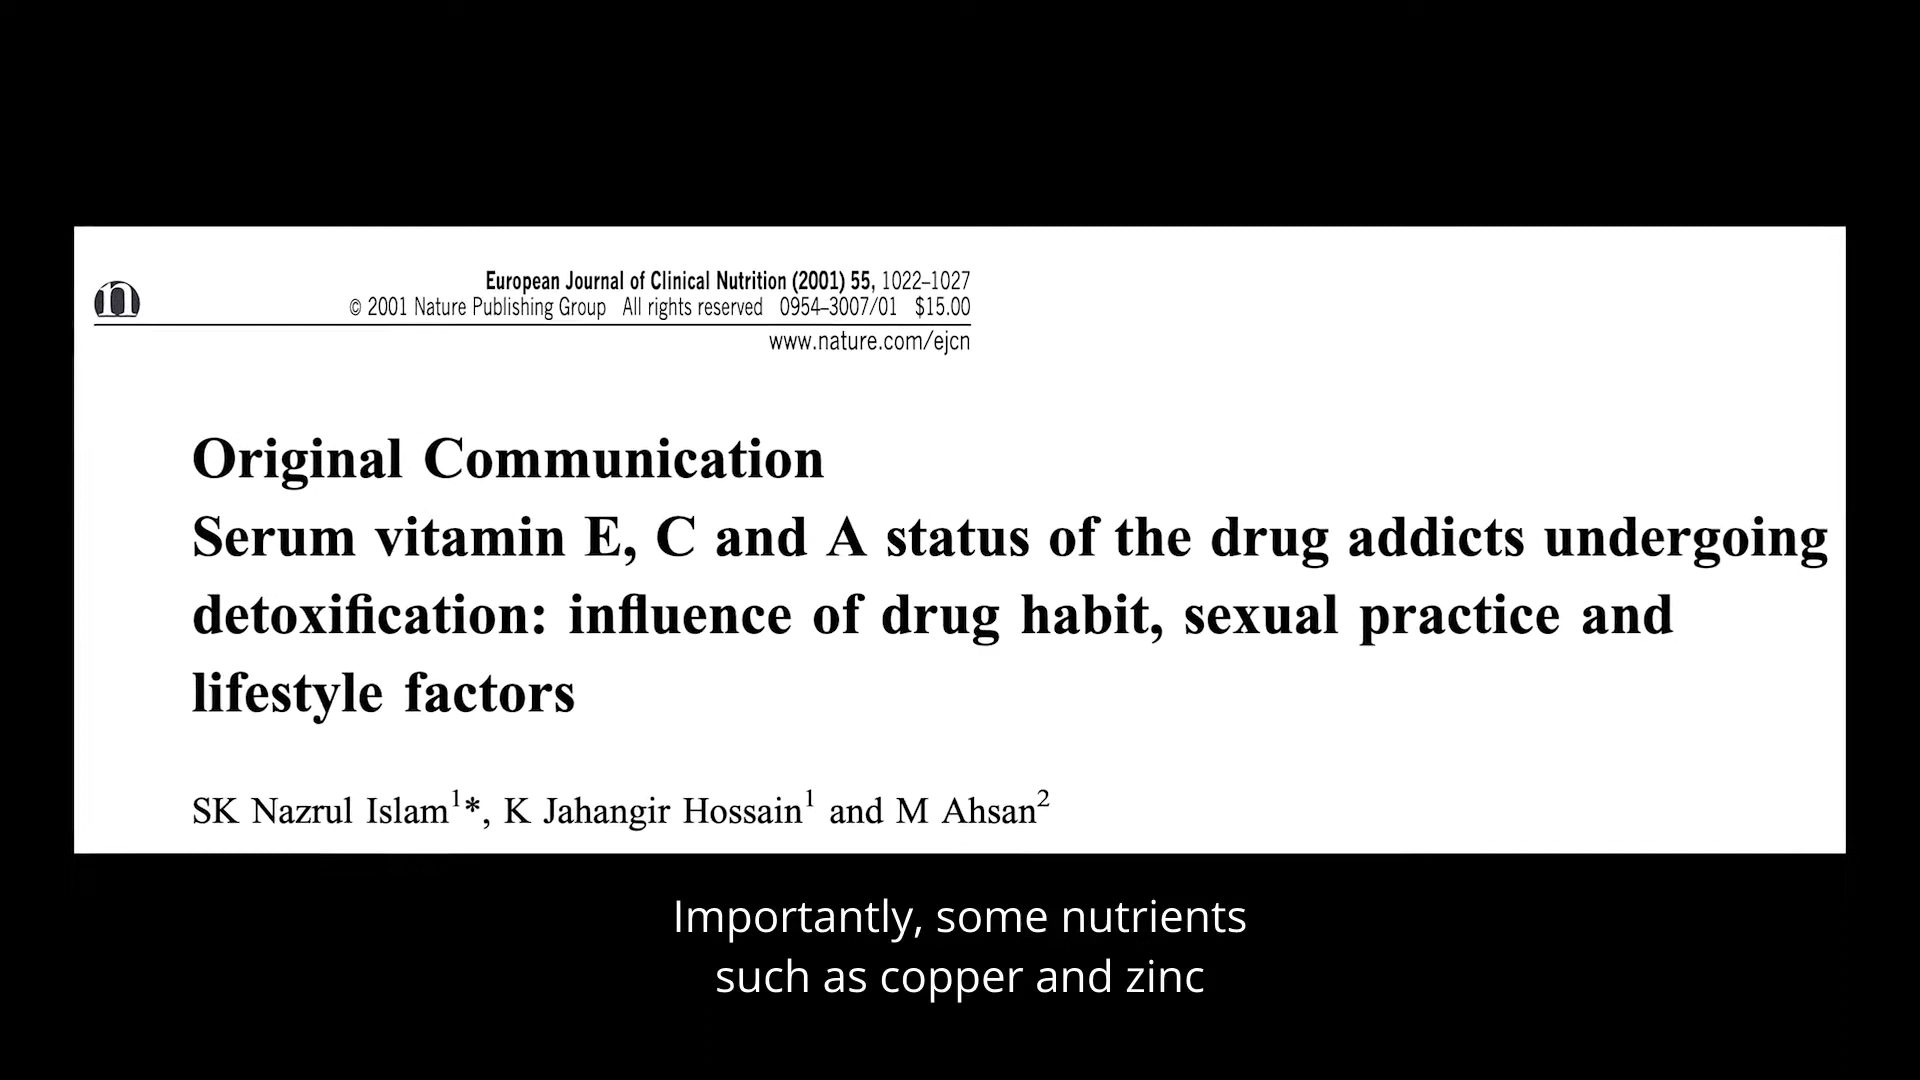 n
European Journal of Clinical Nutrition (2001) 55, 1022–1027
© 2001 Nature Publishing Group All rights reserved 0954–3007/01 $15.00
www.nature.com/ejcn
Original Communication
Serum vitamin E, C and A status of the drug addicts undergoing
detoxification: influence of drug habit, sexual practice and
lifestyle factors
SK Nazrul Islam¹*, K Jahangir Hossain¹ and M Ahsan²
Importantly, some nutrients
such as copper and zinc